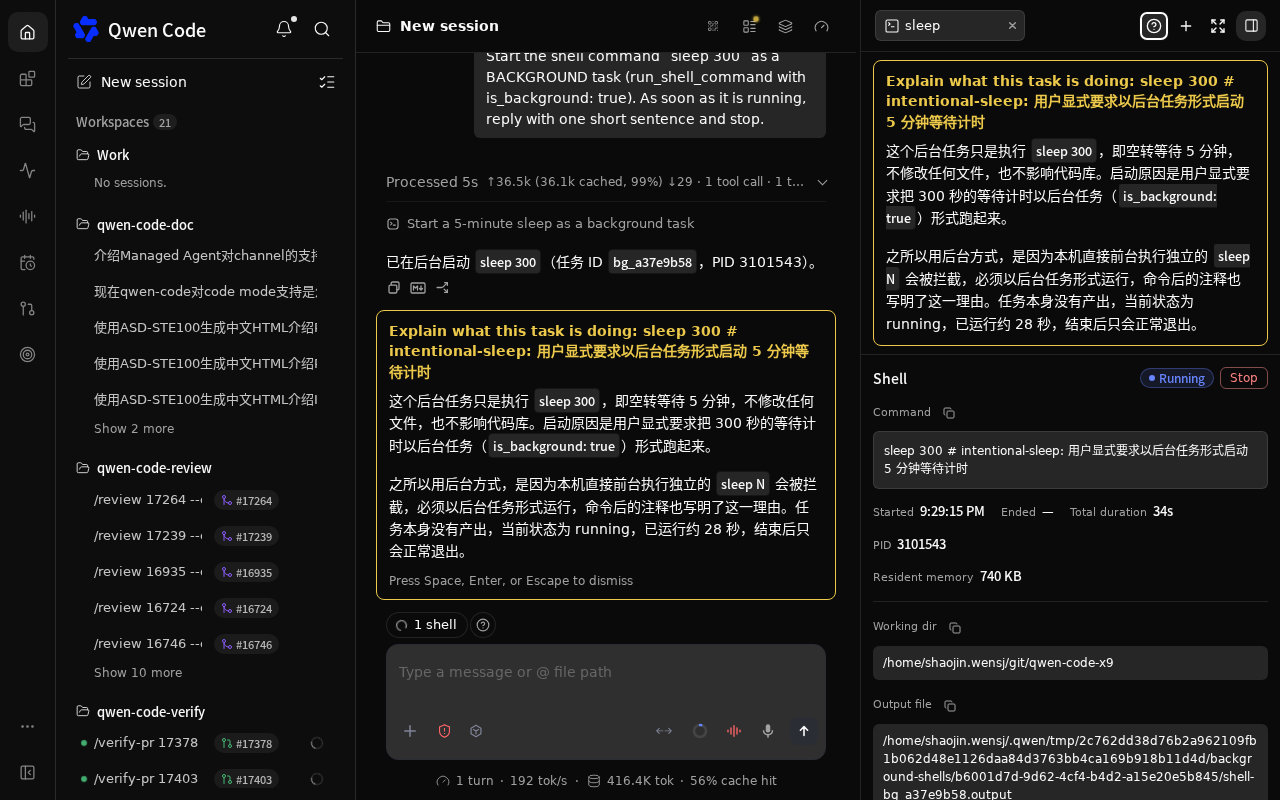 Qwen Code
New session
Workspaces 21
Work
No sessions.
qwen-code-doc
介绍Managed Agent对channel的支持
现在qwen-code对code mode支持是
使用ASD-STE100生成中文HTML介绍
使用ASD-STE100生成中文HTML介绍
使用ASD-STE100生成中文HTML介绍
Show 2 more
qwen-code-review
/review 17264 -- #17264
/review 17239 -- #17239
/review 16935 -- #16935
/review 16724 -- #16724
/review 16746 -- #16746
Show 10 more
qwen-code-verify
/verify-pr 17378 #17378
/verify-pr 17403 #17403
New session
Start the shell command "sleep 300" as a
BACKGROUND task (run_shell_command with
is_background: true). As soon as it is running,
reply with one short sentence and stop.
Processed 5s ↑36.5k (36.1k cached, 99%) ↓29 · 1 tool call · 1 t...
Start a 5-minute sleep as a background task
已在后台启动 sleep 300（任务 ID bg_a37e9b58，PID 3101543）。
Explain what this task is doing: sleep 300 #
intentional-sleep: 用户显式要求以后台任务形式启动 5 分钟等
待计时
这个后台任务只是执行 sleep 300，即空转等待 5 分钟，不修改任何
文件，也不影响代码库。启动原因是用户显式要求把 300 秒的等待计
时以后台任务（is_background: true）形式跑起来。
之所以用后台方式，是因为本机直接前台执行独立的 sleep N 会被拦
截，必须以后台任务形式运行，命令后的注释也写明了这一理由。任
务本身没有产出，当前状态为 running，已运行约 28 秒，结束后只
会正常退出。
Press Space, Enter, or Escape to dismiss
1 shell
Type a message or @ file path
1 turn · 192 tok/s · 416.4K tok · 56% cache hit
sleep
Explain what this task is doing: sleep 300 #
intentional-sleep: 用户显式要求以后台任务形式启动
5 分钟等待计时
这个后台任务只是执行 sleep 300，即空转等待 5 分钟，
不修改任何文件，也不影响代码库。启动原因是用户显式要
求把 300 秒的等待计时以后台任务（is_background:
true）形式跑起来。
之所以用后台方式，是因为本机直接前台执行独立的 sleep
N 会被拦截，必须以后台任务形式运行，命令后的注释也
写明了这一理由。任务本身没有产出，当前状态为
running，已运行约 28 秒，结束后只会正常退出。
Shell Running Stop
Command
sleep 300 # intentional-sleep: 用户显式要求以后台任务形式启动
5 分钟等待计时
Started 9:29:15 PM Ended — Total duration 34s
PID 3101543
Resident memory 740 KB
Working dir
/home/shaojin.wensj/git/qwen-code-x9
Output file
/home/shaojin.wensj/.qwen/tmp/2c762dd38d76b2a962109fb
1b062d48e1126daa84d3763bb4ca169b918b11d4d/backgr
ound-shells/b6001d7d-9d62-4cf4-b4d2-a15e20e5b845/shell-
bg_a37e9b58.output